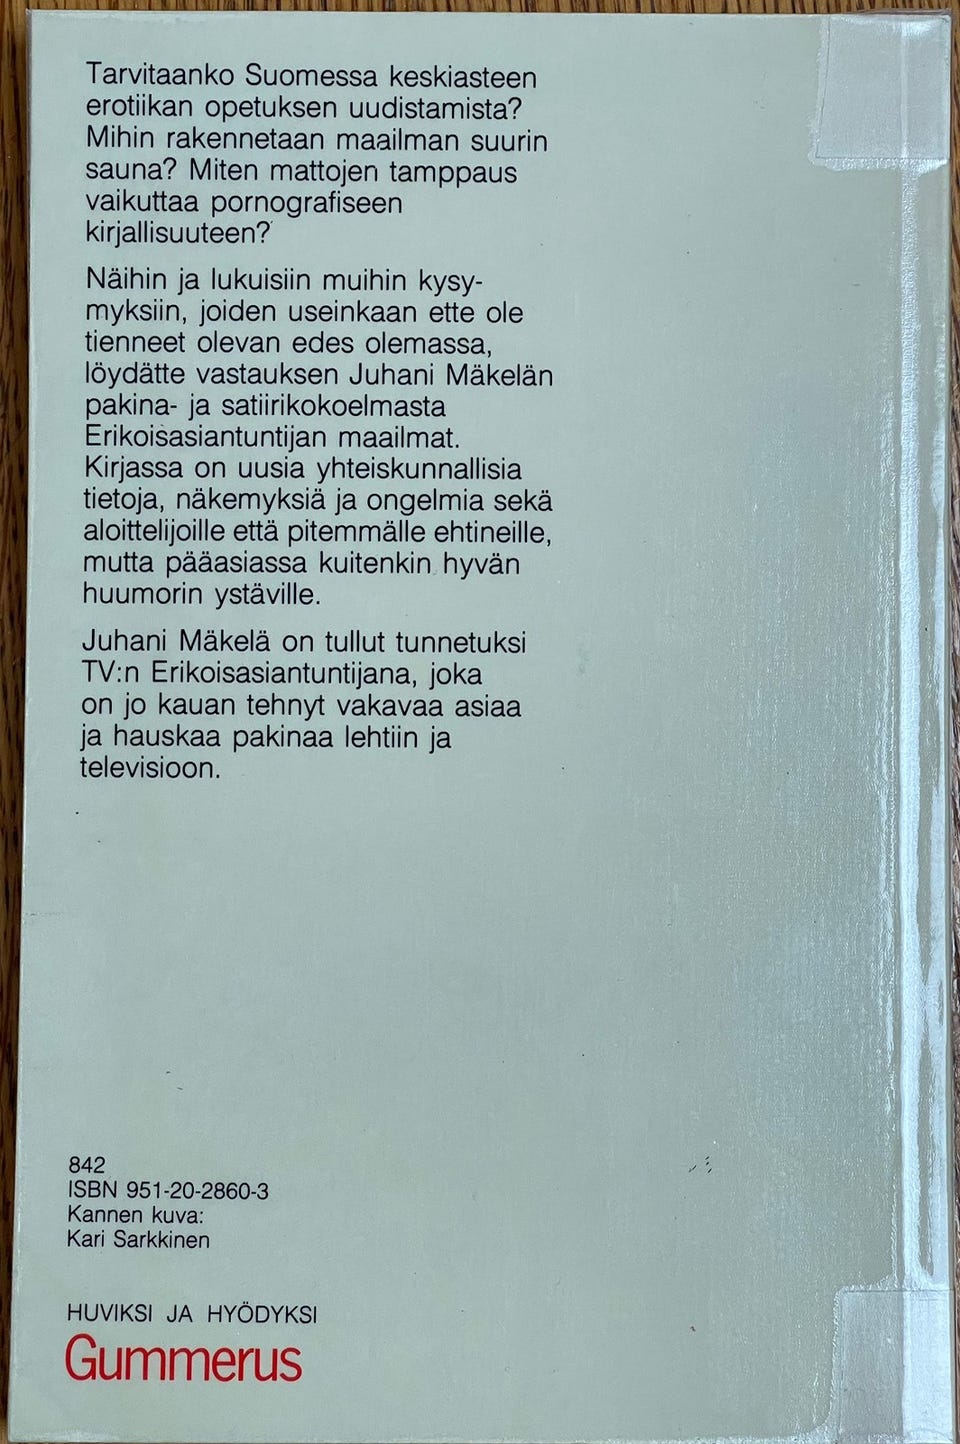 Tarvitaanko Suomessa keskiasteen
erotiikan opetuksen uudistamista?
Mihin rakennetaan maailman suurin
sauna? Miten mattojen tamppaus
vaikuttaa pornografiseen
kirjallisuuteen?
Näihin ja lukuisiin muihin kysy-
myksiin, joiden useinkaan ette ole
tienneet olevan edes olemassa,
löydätte vastauksen Juhani Mäkelän
pakina- ja satiirikokoelmasta
Erikoisasiantuntijan maailmat.
Kirjassa on uusia yhteiskunnallisia
tietoja, näkemyksiä ja ongelmia sekä
aloittelijoille että pitemmälle ehtineille,
mutta pääasiassa kuitenkin hyvän
huumorin ystäville.
Juhani Mäkelä on tullut tunnetuksi
TV:n Erikoisasiantuntijana, joka
on jo kauan tehnyt vakavaa asiaa
ja hauskaa pakinaa lehtiin ja
televisioon.
842
ISBN 951-20-2860-3
Kannen kuva:
Kari Sarkkinen
HUVIKSI JA HYÖDYKSI
Gummerus